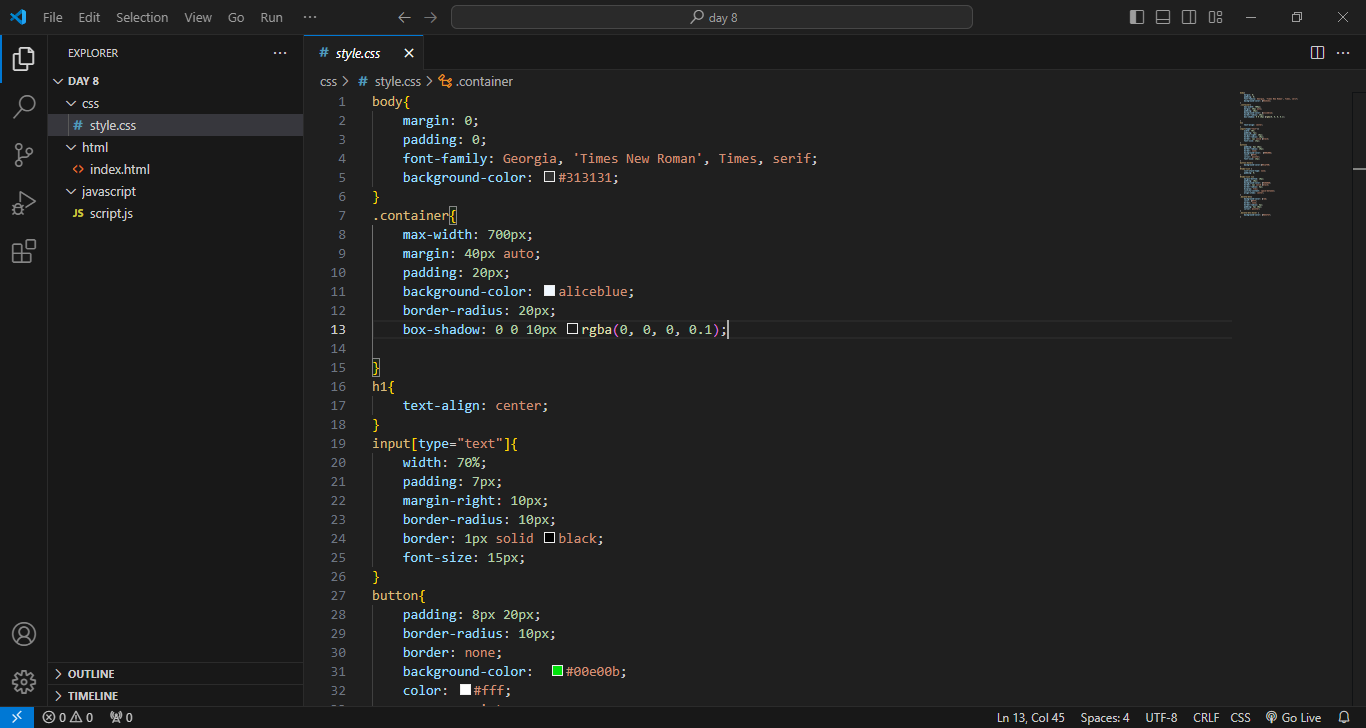 File Edit Selection View Go Run ···
day 8
EXPLORER
DAY 8
css
# style.css
html
<> index.html
javascript
JS script.js
OUTLINE
TIMELINE
# style.css
css > # style.css > .container
1 body{
2 margin: 0;
3 padding: 0;
4 font-family: Georgia, 'Times New Roman', Times, serif;
5 background-color: #313131;
6 }
7 .container{
8 max-width: 700px;
9 margin: 40px auto;
10 padding: 20px;
11 background-color: aliceblue;
12 border-radius: 20px;
13 box-shadow: 0 0 10px rgba(0, 0, 0, 0.1);
14
15 }
16 h1{
17 text-align: center;
18 }
19 input[type="text"]{
20 width: 70%;
21 padding: 7px;
22 margin-right: 10px;
23 border-radius: 10px;
24 border: 1px solid black;
25 font-size: 15px;
26 }
27 button{
28 padding: 8px 20px;
29 border-radius: 10px;
30 border: none;
31 background-color: #00e00b;
32 color: #fff;
0 0 0
Ln 13, Col 45 Spaces: 4 UTF-8 CRLF CSS Go Live